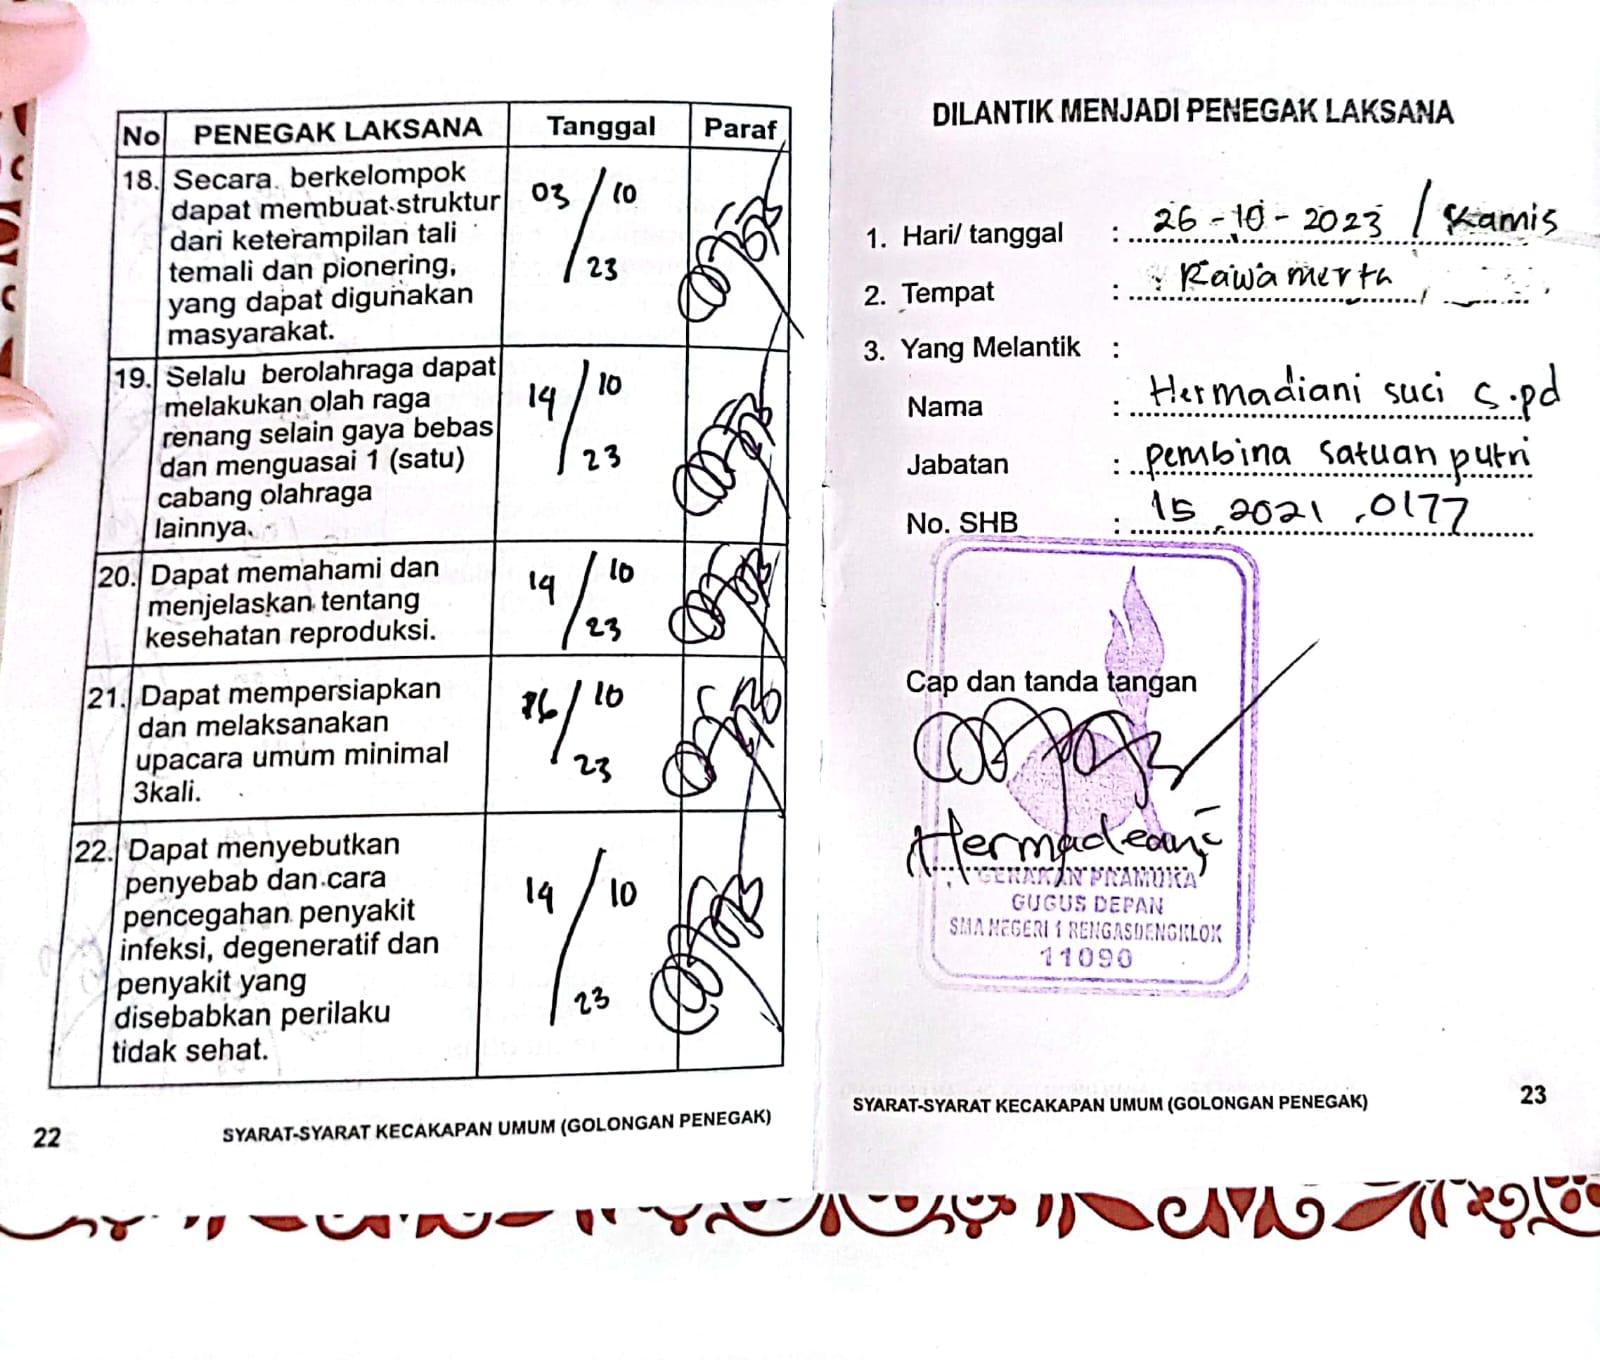 No PENEGAK LAKSANA Tanggal Paraf
18. Secara berkelompok
dapat membuat struktur
dari keterampilan tali
temali dan pionering,
yang dapat digunakan
masyarakat.
03 / 10
23
19. Selalu berolahraga dapat
melakukan olah raga
renang selain gaya bebas
dan menguasai 1 (satu)
cabang olahraga
lainnya.
14 / 10
23
20. Dapat memahami dan
menjelaskan tentang
kesehatan reproduksi.
14 / 10
23
21. Dapat mempersiapkan
dan melaksanakan
upacara umum minimal
3kali.
16 / 10
23
22. Dapat menyebutkan
penyebab dan cara
pencegahan penyakit
infeksi, degeneratif dan
penyakit yang
disebabkan perilaku
tidak sehat.
14 / 10
23
22 SYARAT-SYARAT KECAKAPAN UMUM (GOLONGAN PENEGAK)
DILANTIK MENJADI PENEGAK LAKSANA
1. Hari/ tanggal : 26-10-2023 / Kamis
2. Tempat : Rawamerta,
3. Yang Melantik :
Nama : Hermadiani suci S.pd
Jabatan : pembina satuan putri
No. SHB : 15.2021.0177
Cap dan tanda tangan
GERAKAN PRAMUKA
GUGUS DEPAN
SMA NEGERI 1 RENGASDENGKLOK
11090
SYARAT-SYARAT KECAKAPAN UMUM (GOLONGAN PENEGAK) 23